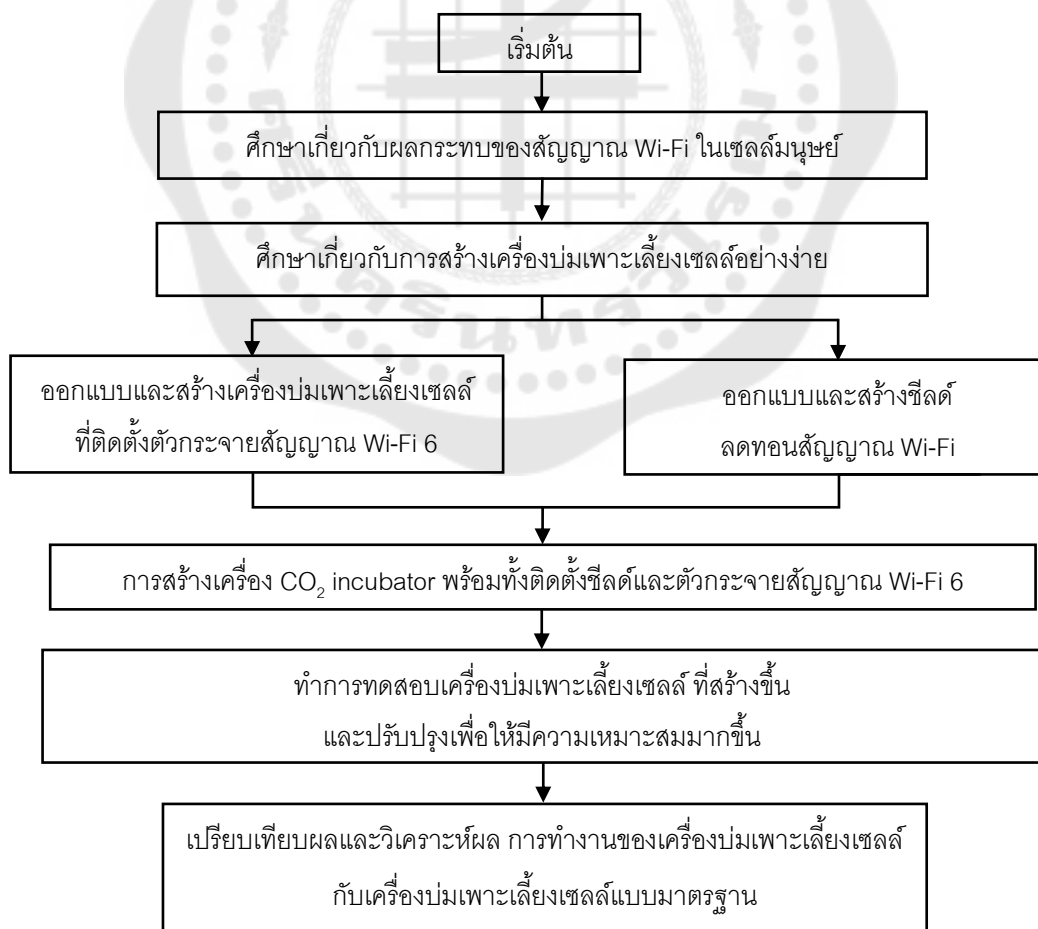 เริ่มต้น
ศึกษาเกี่ยวกับผลกระทบของสัญญาณ Wi-Fi ในเซลล์มนุษย์
ศึกษาเกี่ยวกับการสร้างเครื่องบ่มเพาะเลี้ยงเซลล์อย่างง่าย
ออกแบบและสร้างเครื่องบ่มเพาะเลี้ยงเซลล์
ที่ติดตั้งตัวกระจายสัญญาณ Wi-Fi 6
ออกแบบและสร้างชีลด์
ลดทอนสัญญาณ Wi-Fi
การสร้างเครื่อง CO₂ incubator พร้อมทั้งติดตั้งชีลด์และตัวกระจายสัญญาณ Wi-Fi 6
ทำการทดสอบเครื่องบ่มเพาะเลี้ยงเซลล์ ที่สร้างขึ้น
และปรับปรุงเพื่อให้มีความเหมาะสมมากขึ้น
เปรียบเทียบผลและวิเคราะห์ผล การทำงานของเครื่องบ่มเพาะเลี้ยงเซลล์
กับเครื่องบ่มเพาะเลี้ยงเซลล์แบบมาตรฐาน